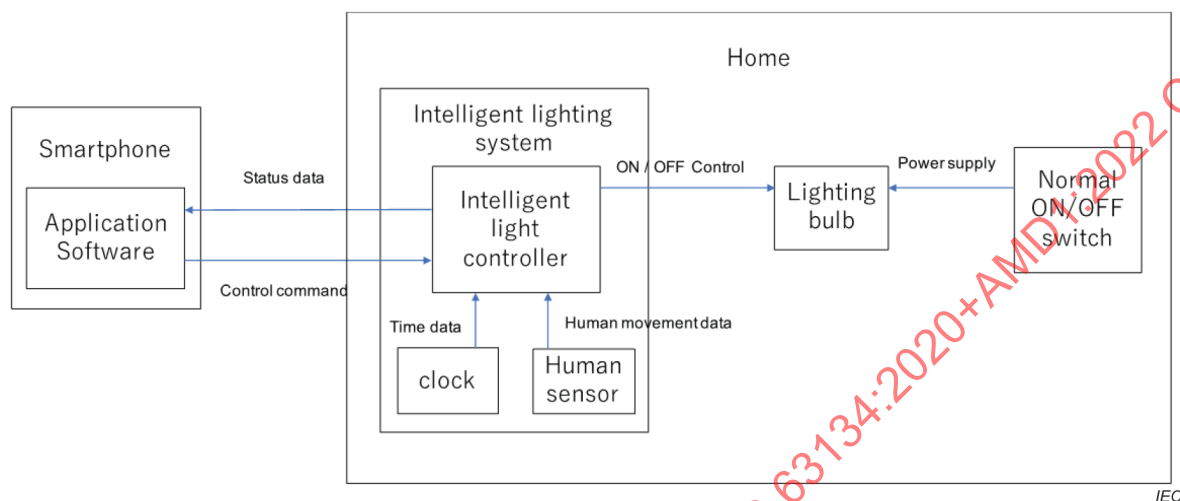 Home
Smartphone
Application
Software
Status data
Control command
Intelligent lighting
system
Intelligent
light
controller
Time data
clock
Human movement data
Human
sensor
ON / OFF Control
Lighting
bulb
Power supply
Normal
ON/OFF
switch
63134:2020+AMD1:2022
IEC